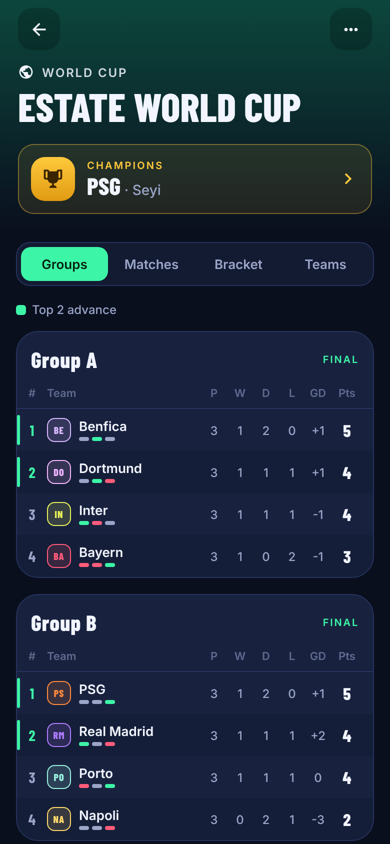 WORLD CUP
ESTATE WORLD CUP
CHAMPIONS
PSG · Seyi
Groups Matches Bracket Teams
Top 2 advance
Group A FINAL
# Team P W D L GD Pts
1 BE Benfica 3 1 2 0 +1 5
2 DO Dortmund 3 1 1 1 +1 4
3 IN Inter 3 1 1 1 -1 4
4 BA Bayern 3 1 0 2 -1 3
Group B FINAL
# Team P W D L GD Pts
1 PS PSG 3 1 2 0 +1 5
2 RM Real Madrid 3 1 1 1 +2 4
3 PO Porto 3 1 1 1 0 4
4 NA Napoli 3 0 2 1 -3 2